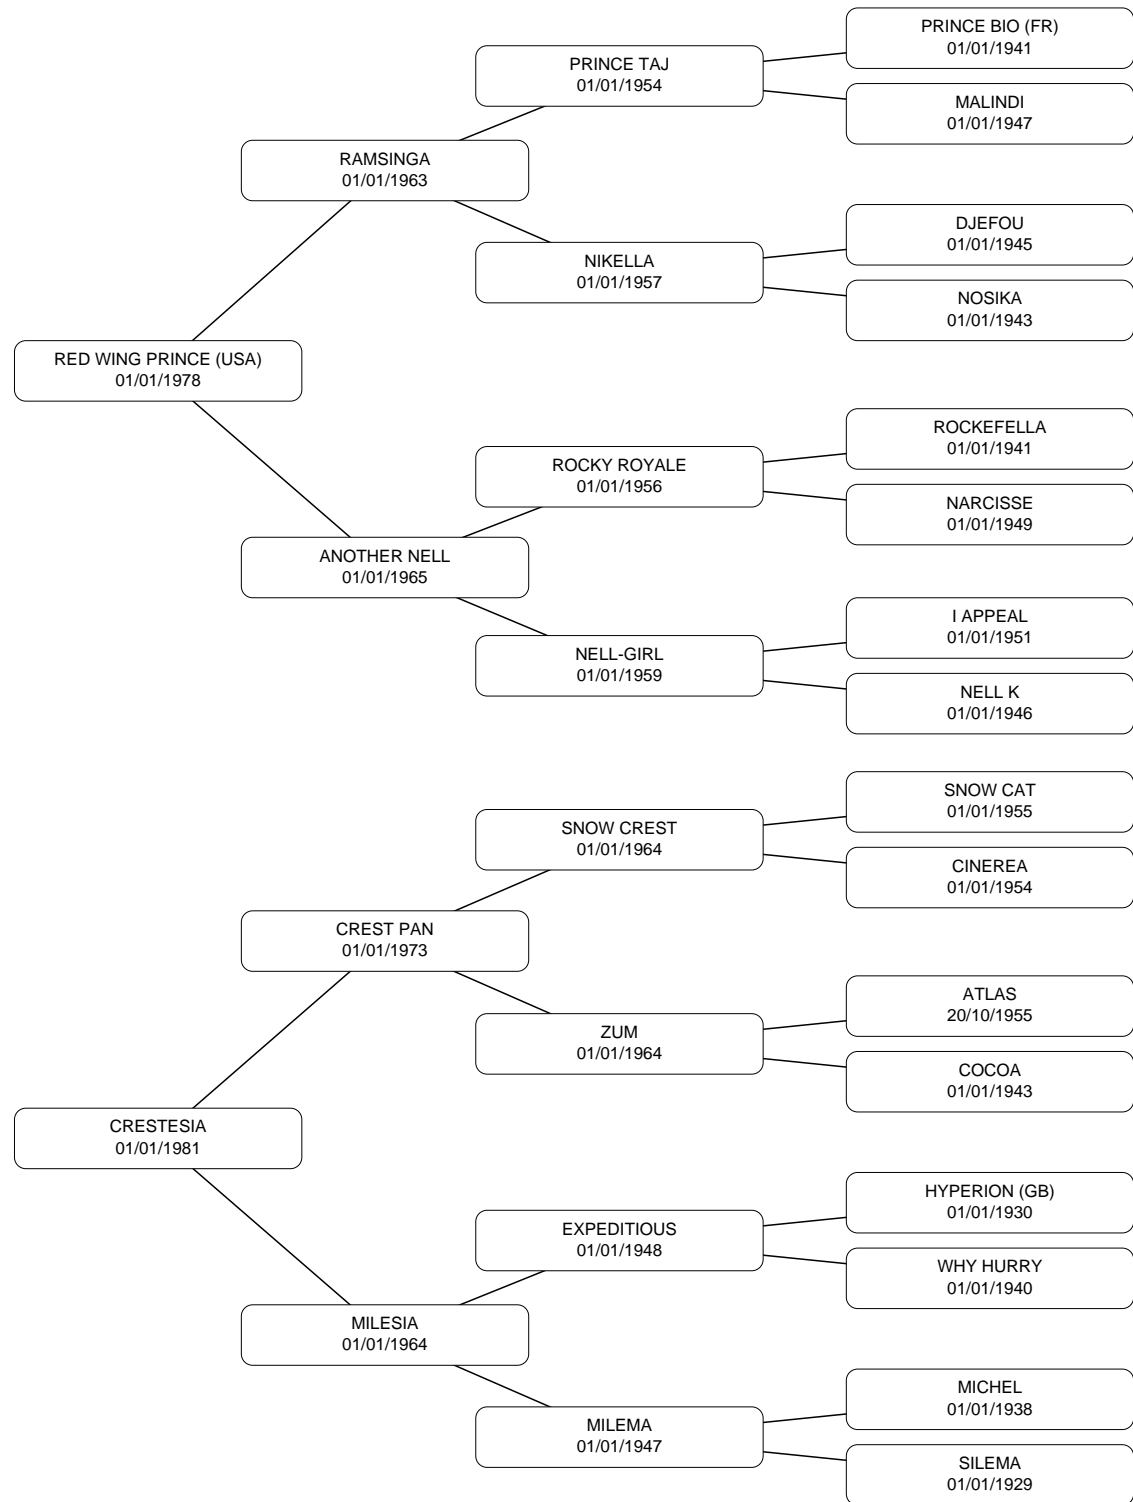 PRINCE BIO (FR)
01/01/1941
PRINCE TAJ
01/01/1954
MALINDI
01/01/1947
RAMSINGA
01/01/1963
DJEFOU
01/01/1945
NIKELLA
01/01/1957
NOSIKA
01/01/1943
RED WING PRINCE (USA)
01/01/1978
ROCKEFELLA
01/01/1941
ROCKY ROYALE
01/01/1956
NARCISSE
01/01/1949
ANOTHER NELL
01/01/1965
I APPEAL
01/01/1951
NELL-GIRL
01/01/1959
NELL K
01/01/1946
SNOW CAT
01/01/1955
SNOW CREST
01/01/1964
CINEREA
01/01/1954
CREST PAN
01/01/1973
ATLAS
20/10/1955
ZUM
01/01/1964
COCOA
01/01/1943
CRESTESIA
01/01/1981
HYPERION (GB)
01/01/1930
EXPEDITIOUS
01/01/1948
WHY HURRY
01/01/1940
MILESIA
01/01/1964
MICHEL
01/01/1938
MILEMA
01/01/1947
SILEMA
01/01/1929